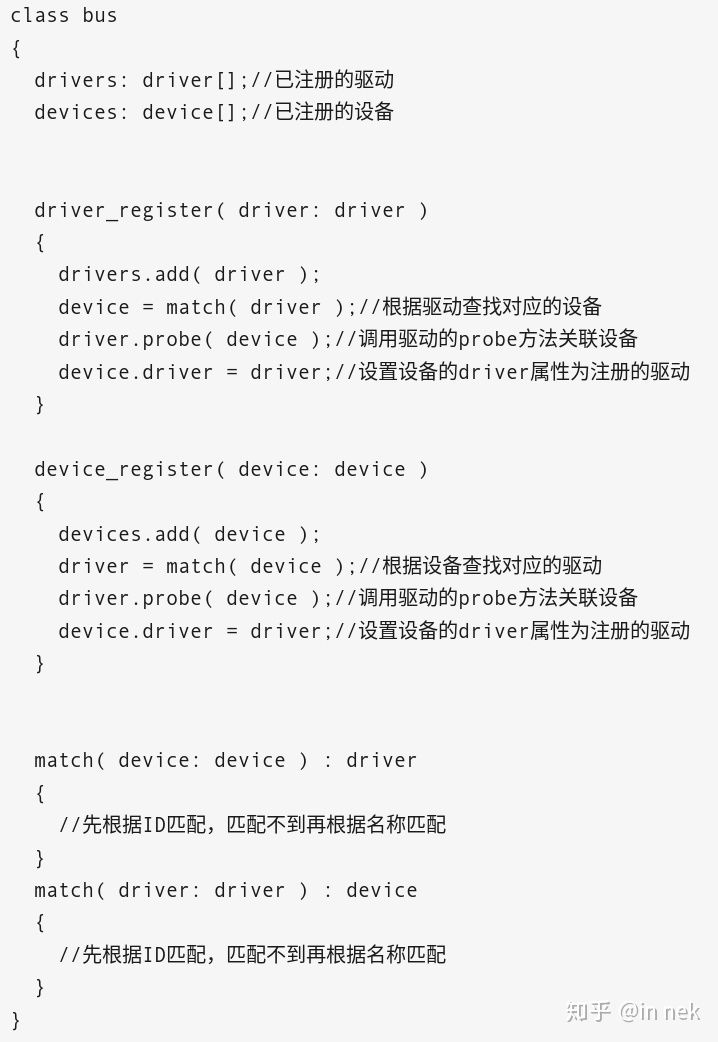 class bus
{
  drivers: driver[];//已注册的驱动
  devices: device[];//已注册的设备
  driver_register( driver: driver )
  {
    drivers.add( driver );
    device = match( driver );//根据驱动查找对应的设备
    driver.probe( device );//调用驱动的probe方法关联设备
    device.driver = driver;//设置设备的driver属性为注册的驱动
  }
  device_register( device: device )
  {
    devices.add( device );
    driver = match( device );//根据设备查找对应的驱动
    driver.probe( device );//调用驱动的probe方法关联设备
    device.driver = driver;//设置设备的driver属性为注册的驱动
  }
  match( device: device ) : driver
  {
    //先根据ID匹配，匹配不到再根据名称匹配
  }
  match( driver: driver ) : device
  {
    //先根据ID匹配，匹配不到再根据名称匹配
  }
}
知乎 @in nek